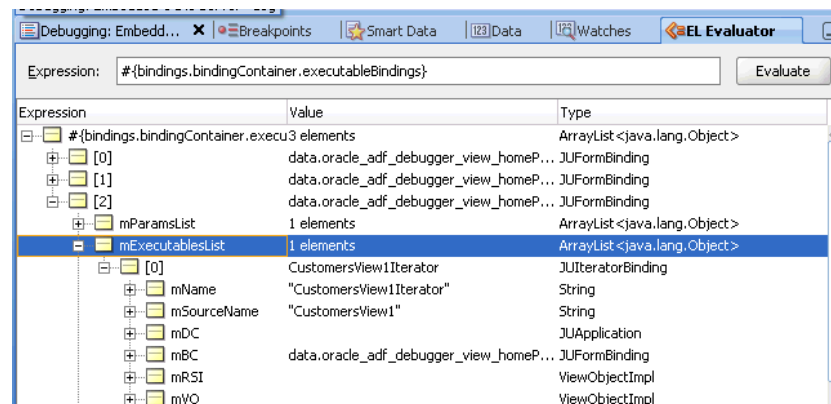 Debugging: Embedd... Breakpoints Smart Data 123 Data Watches EL Evaluator
Expression: #{bindings.bindingContainer.executableBindings} Evaluate
Expression Value Type
#{bindings.bindingContainer.execu 3 elements ArrayList<java.lang.Object>
[0] data.oracle_adf_debugger_view_homeP... JUFormBinding
[1] data.oracle_adf_debugger_view_homeP... JUFormBinding
[2] data.oracle_adf_debugger_view_homeP... JUFormBinding
mParamsList 1 elements ArrayList<java.lang.Object>
mExecutablesList 1 elements ArrayList<java.lang.Object>
[0] CustomersView1Iterator JUIteratorBinding
mName "CustomersView1Iterator" String
mSourceName "CustomersView1" String
mDC JUApplication
mBC data.oracle_adf_debugger_view_homeP... JUFormBinding
mRSI ViewObjectImpl
mVO ViewObjectImpl